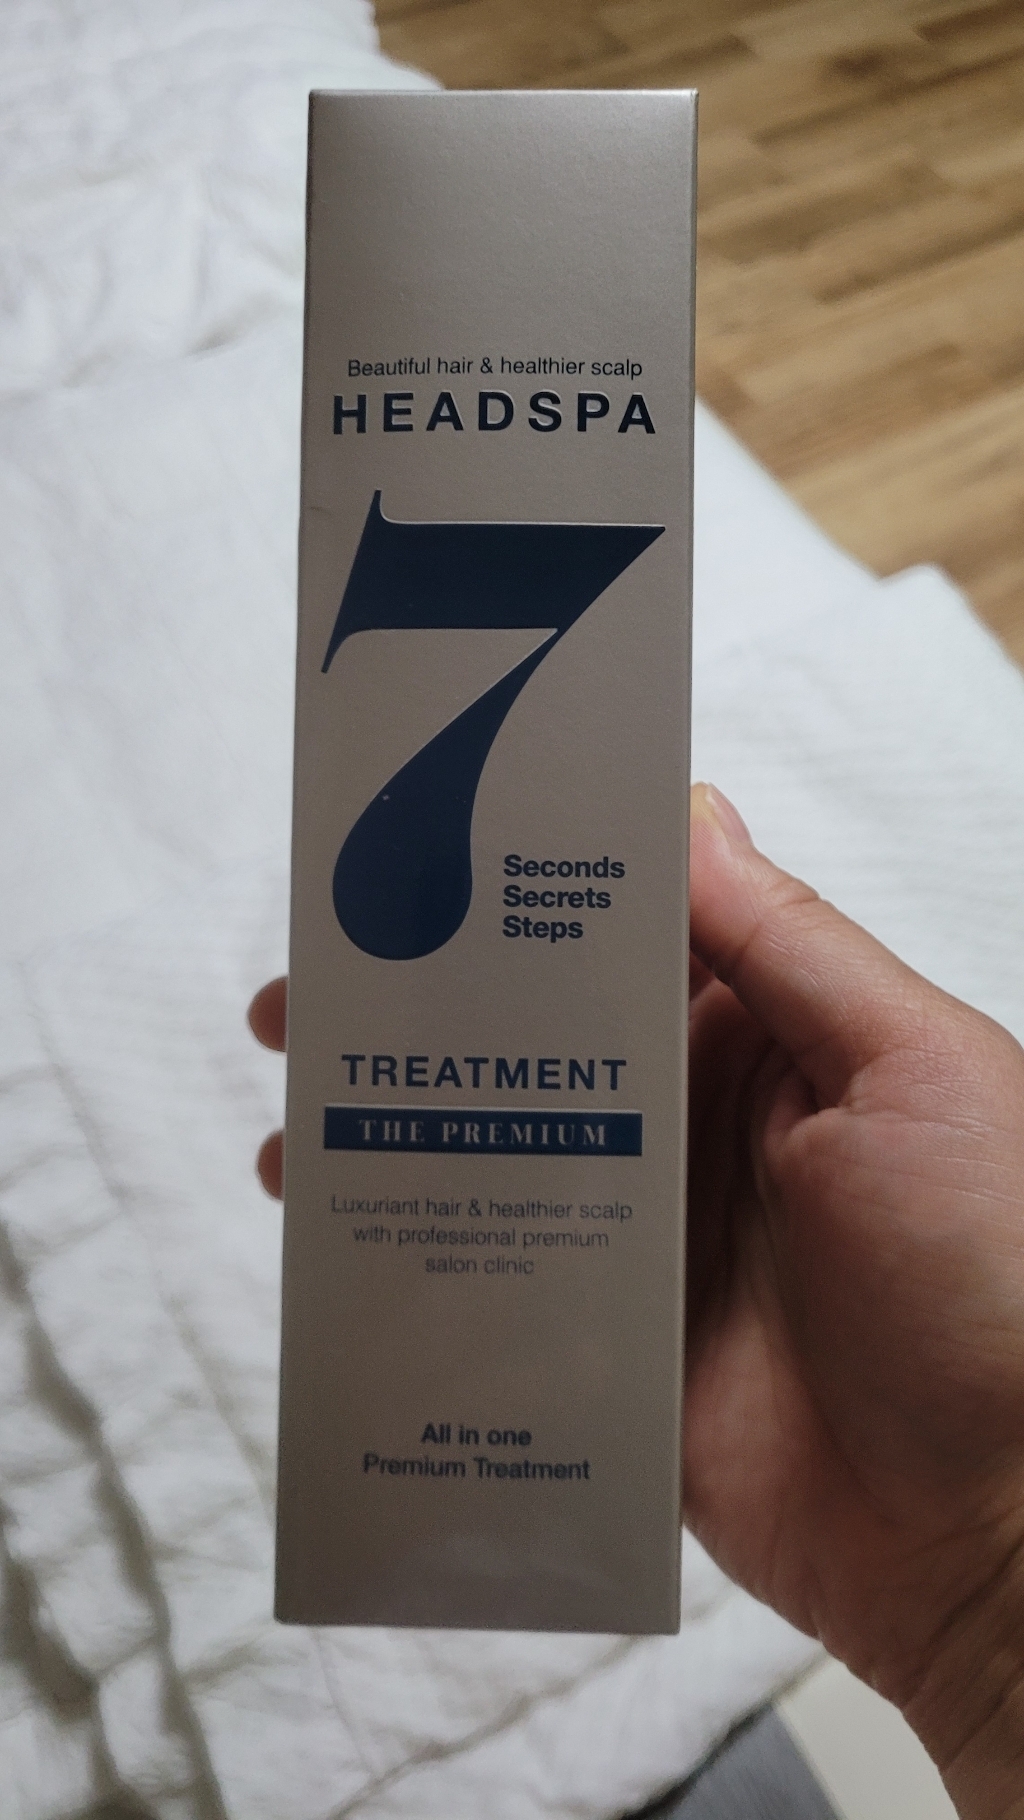 Beautiful hair & healthier scalp
HEADSPA
7
Seconds
Secrets
Steps
TREATMENT
THE PREMIUM
Luxuriant hair & healthier scalp
with professional premium
salon clinic
All in one
Premium Treatment